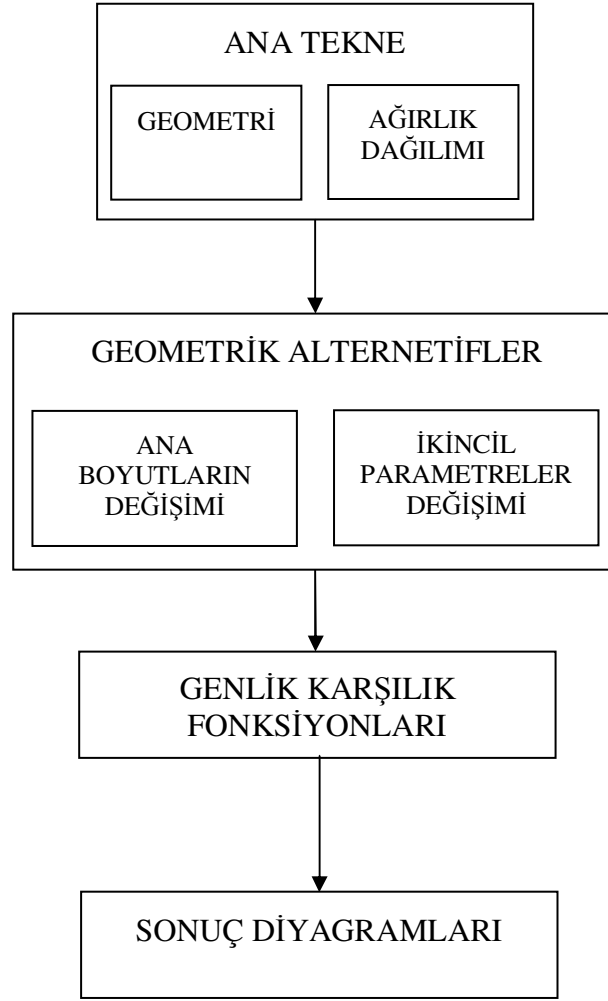 ANA TEKNE
GEOMETRİ
AĞIRLIK
DAĞILIMI
GEOMETRİK ALTERNETİFLER
ANA
BOYUTLARIN
DEĞİŞİMİ
İKİNCİL
PARAMETRELER
DEĞİŞİMİ
GENLİK KARŞILIK
FONKSİYONLARI
SONUÇ DİYAGRAMLARI